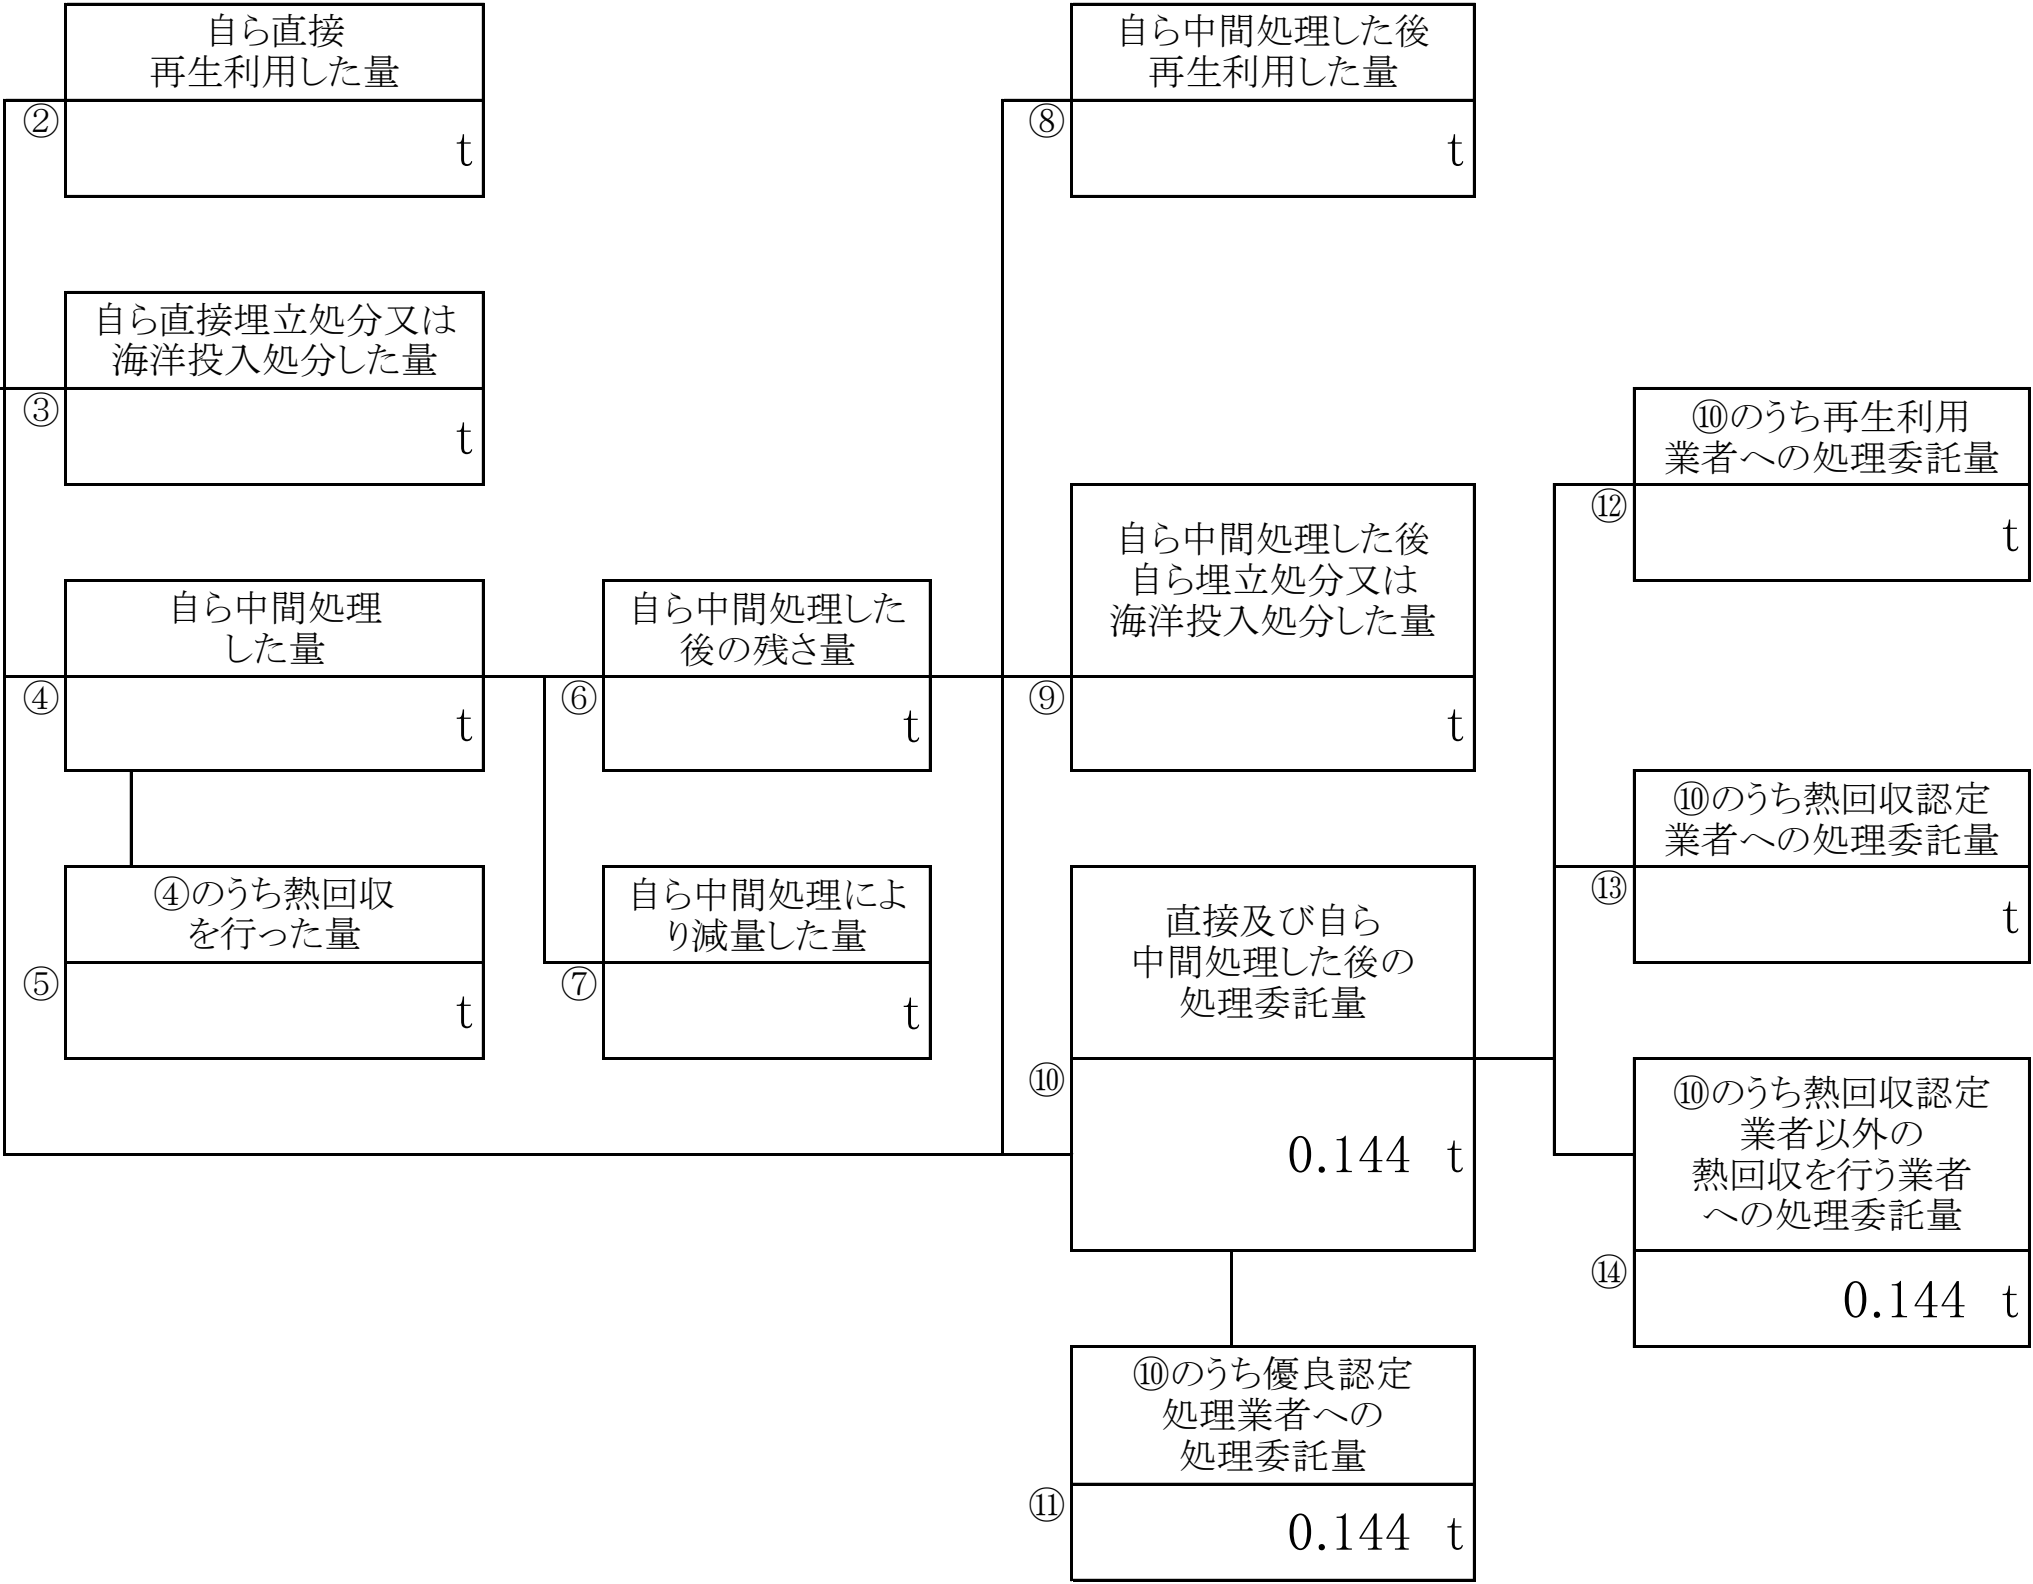 自ら直接
再生利用した量
②
t
自ら直接埋立処分又は
海洋投入処分した量
③
t
自ら中間処理
した量
④
t
④のうち熱回収
を行った量
⑤
t
自ら中間処理した
後の残さ量
⑥
t
自ら中間処理によ
り減量した量
⑦
t
自ら中間処理した後
再生利用した量
⑧
t
自ら中間処理した後
自ら埋立処分又は
海洋投入処分した量
⑨
t
直接及び自ら
中間処理した後の
処理委託量
⑩
0.144 t
⑩のうち優良認定
処理業者への
処理委託量
⑪
0.144 t
⑩のうち再生利用
業者への処理委託量
⑫
t
⑩のうち熱回収認定
業者への処理委託量
⑬
t
⑩のうち熱回収認定
業者以外の
熱回収を行う業者
への処理委託量
⑭
0.144 t